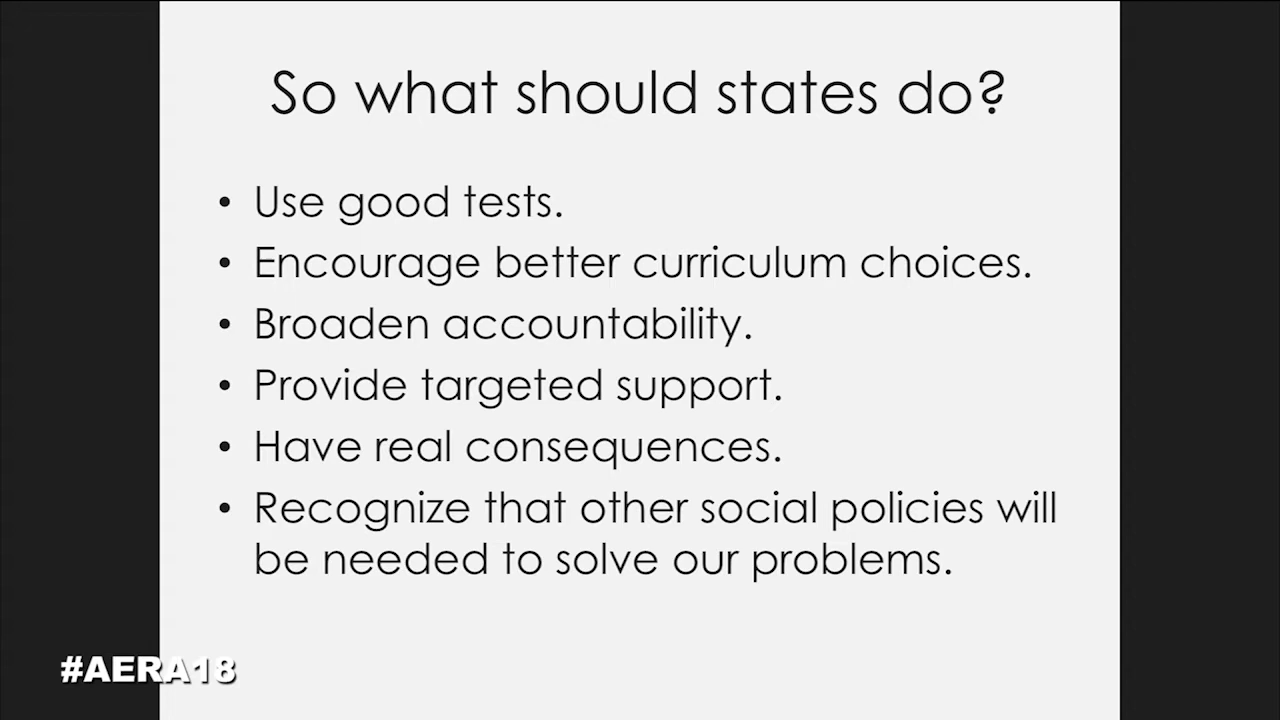 So what should states do?
• Use good tests.
• Encourage better curriculum choices.
• Broaden accountability.
• Provide targeted support.
• Have real consequences.
• Recognize that other social policies will
be needed to solve our problems.
#AERA18